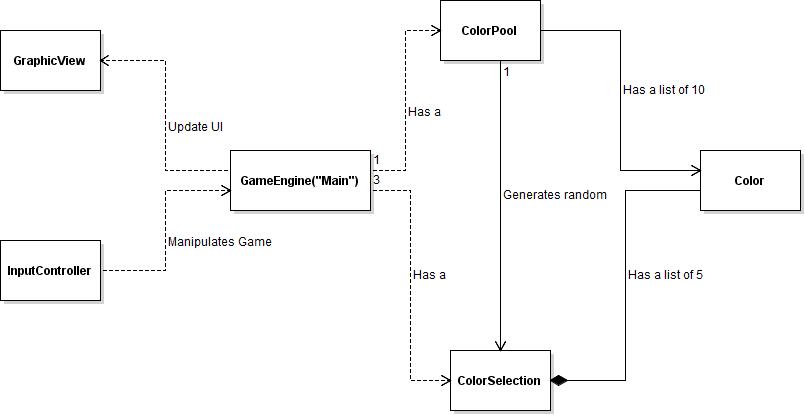 ColorPool
GraphicView
1
Has a list of 10
Has a
Update UI
1
3
GameEngine("Main")
Color
Generates random
Manipulates Game
InputController
Has a
Has a list of 5
ColorSelection